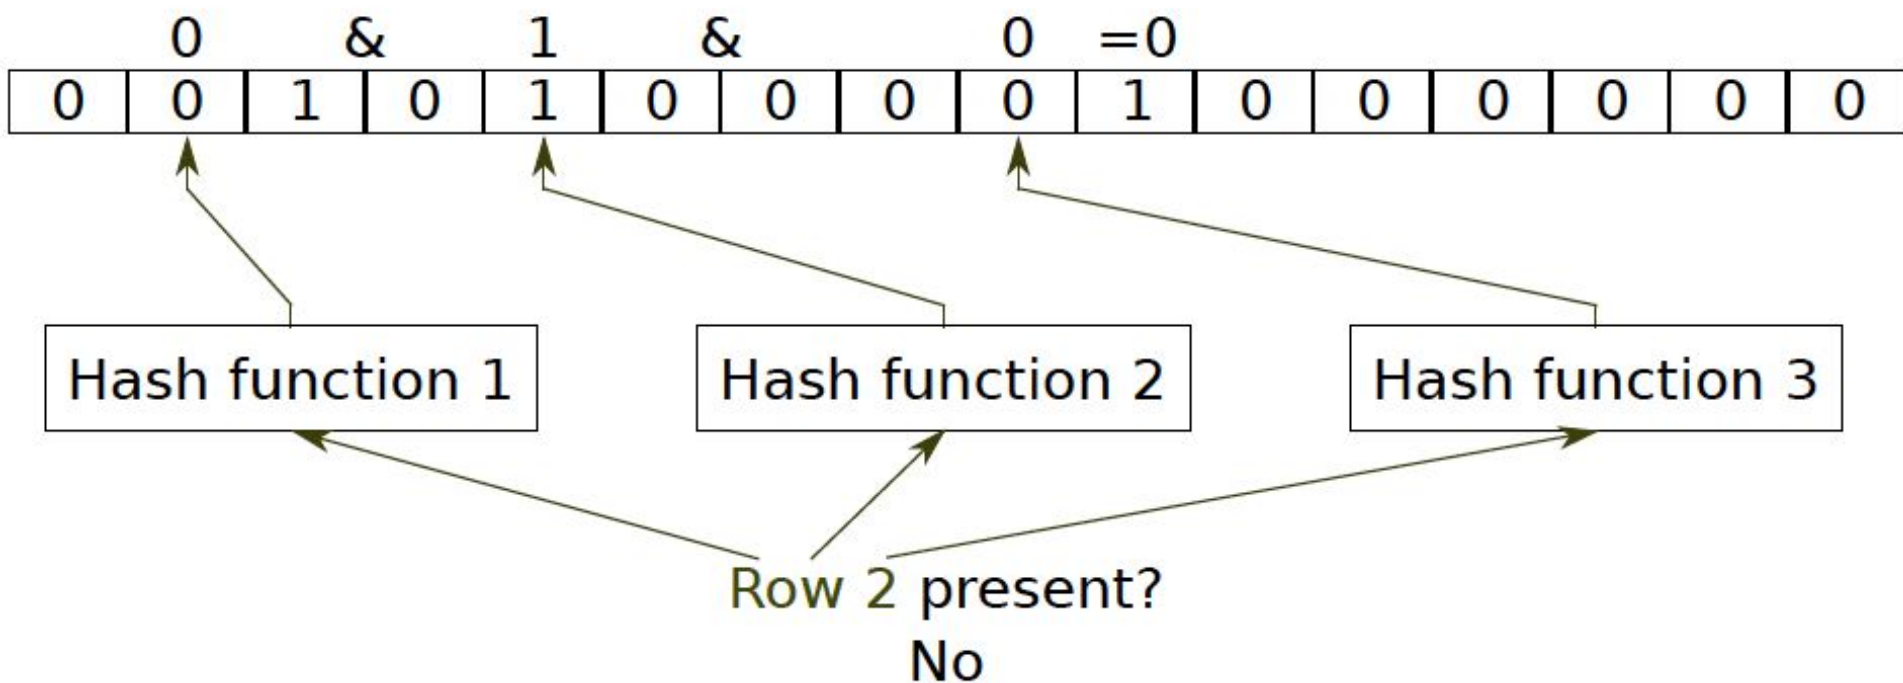 0 & 1 & 0 =0
0 0 1 0 1 0 0 0 0 1 0 0 0 0 0 0
Hash function 1 Hash function 2 Hash function 3
Row 2 present?
No